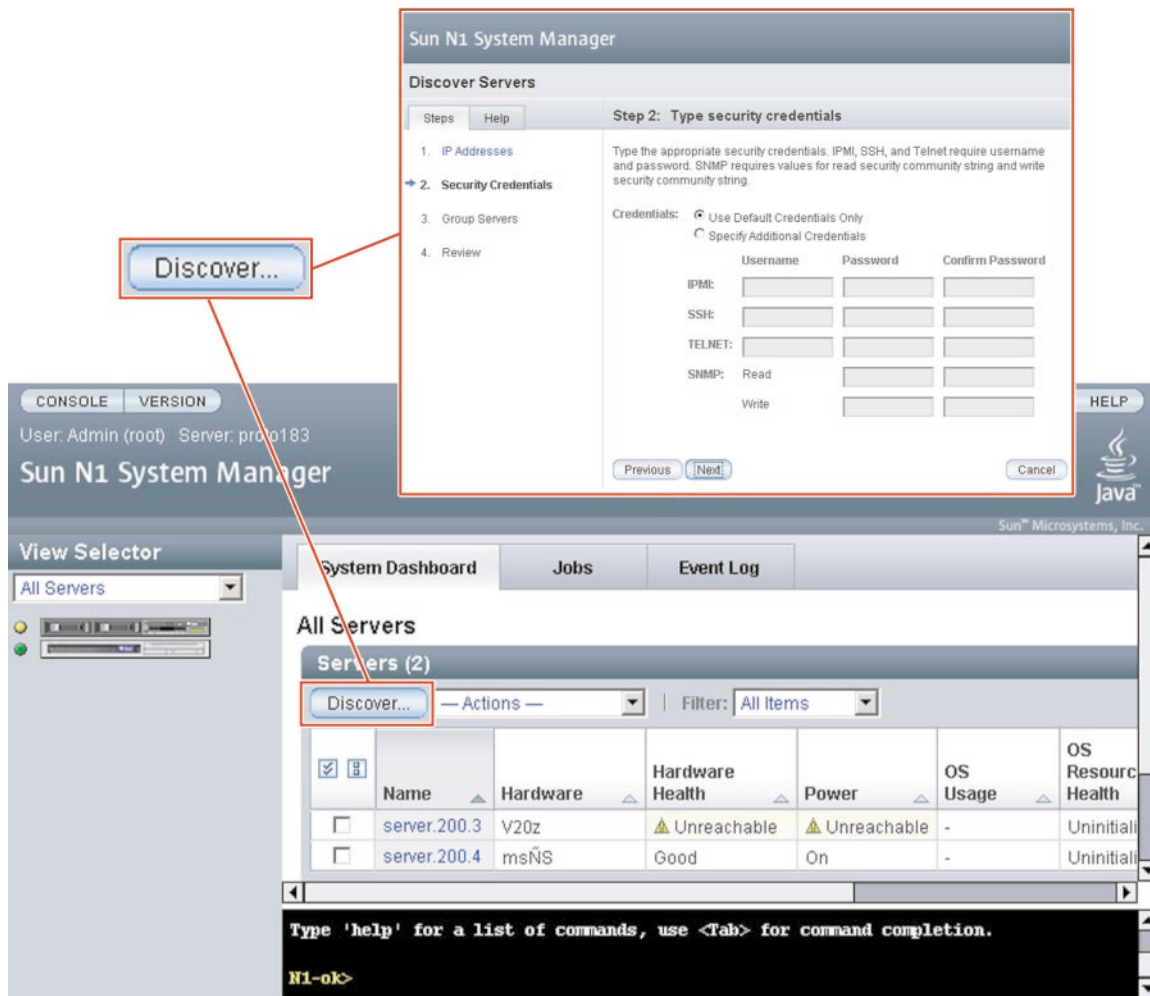 Sun N1 System Manager
Discover Servers
Steps Help
1. IP Addresses
2. Security Credentials
3. Group Servers
4. Review
Step 2: Type security credentials
Type the appropriate security credentials. IPMI, SSH, and Telnet require username
and password. SNMP requires values for read security community string and write
security community string.
Credentials: Use Default Credentials Only
Specify Additional Credentials
Username Password Confirm Password
IPMI:
SSH:
TELNET:
SNMP: Read
Write
Previous Next Cancel
Discover...
CONSOLE VERSION HELP
User: Admin (root) Server: proto183
Sun N1 System Manager
Java™
Sun™ Microsystems, Inc.
View Selector
All Servers
System Dashboard Jobs Event Log
All Servers
Servers (2)
Discover... — Actions — Filter: All Items
Name Hardware Hardware Health Power OS Usage OS Resourc Health
server.200.3 V20z Unreachable Unreachable - Uninitiali
server.200.4 msÑS Good On - Uninitiali
Type 'help' for a list of commands, use <Tab> for command completion.
N1-ok>